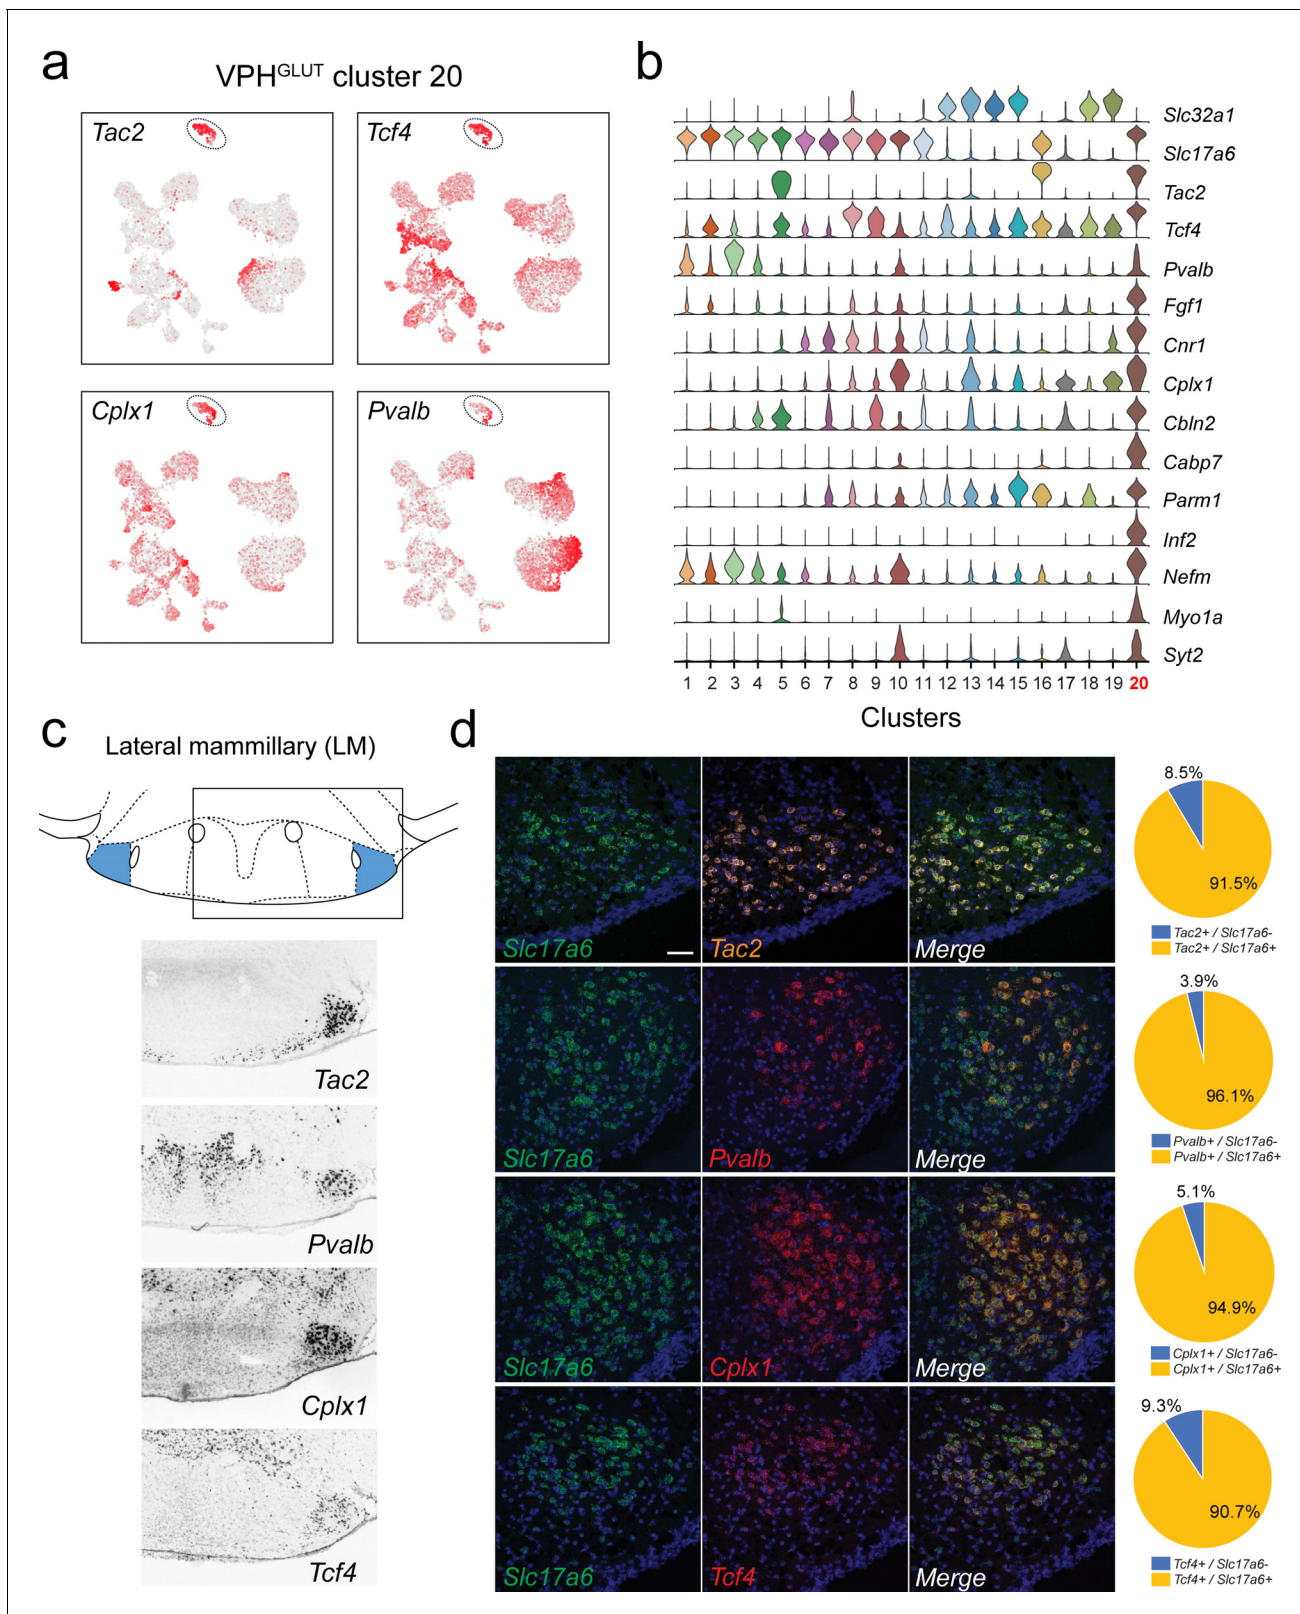 a
VPHGLUT cluster 20
Tac2
Tcf4
Cplx1
Pvalb
b
Slc32a1
Slc17a6
Tac2
Tcf4
Pvalb
Fgf1
Cnr1
Cplx1
Cbln2
Cabp7
Parm1
Inf2
Nefm
Myo1a
Syt2
1 2 3 4 5 6 7 8 9 10 11 12 13 14 15 16 17 18 19 20
Clusters
c
Lateral mammillary (LM)
Tac2
Pvalb
Cplx1
Tcf4
d
Slc17a6
Tac2
Merge
8.5%
91.5%
Tac2+ / Slc17a6-
Tac2+ / Slc17a6+
Slc17a6
Pvalb
Merge
3.9%
96.1%
Pvalb+ / Slc17a6-
Pvalb+ / Slc17a6+
Slc17a6
Cplx1
Merge
5.1%
94.9%
Cplx1+ / Slc17a6-
Cplx1+ / Slc17a6+
Slc17a6
Tcf4
Merge
9.3%
90.7%
Tcf4+ / Slc17a6-
Tcf4+ / Slc17a6+